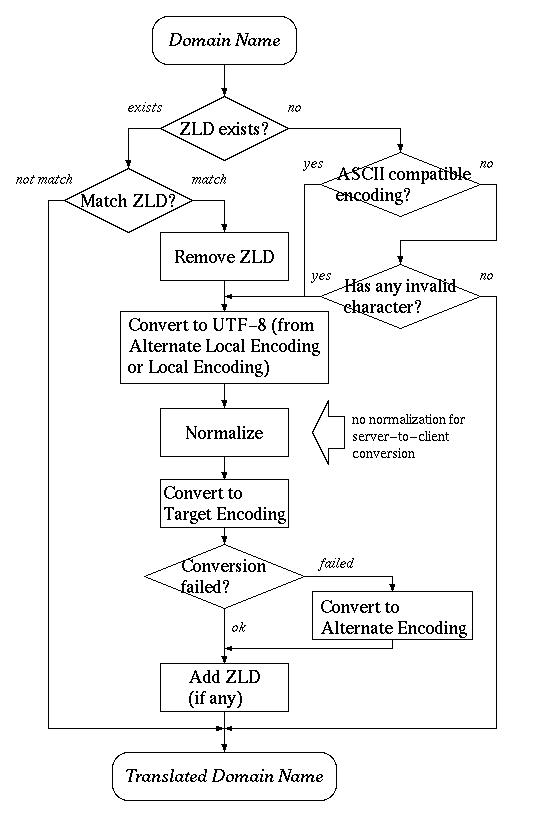 Domain Name
exists
no
ZLD exists?
yes
ASCII compatible
encoding?
no
not match
Match ZLD?
match
Remove ZLD
yes
Has any invalid
character?
no
Convert to UTF-8 (from
Alternate Local Encoding
or Local Encoding)
Normalize
no normalization for
server-to-client
conversion
Convert to
Target Encoding
Conversion
failed?
failed
Convert to
Alternate Encoding
ok
Add ZLD
(if any)
Translated Domain Name